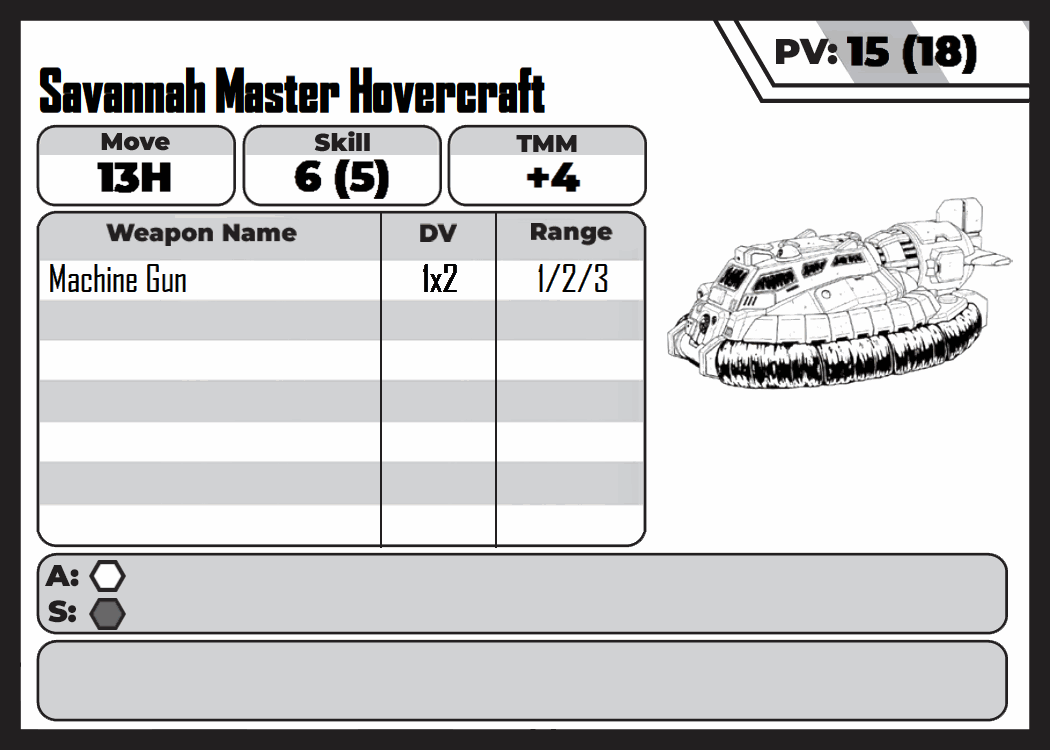 PV: 15 (18)
Savannah Master Hovercraft
Move Skill TMM
13H 6 (5) +4
Weapon Name DV Range
Machine Gun 1x2 1/2/3
A:
S: